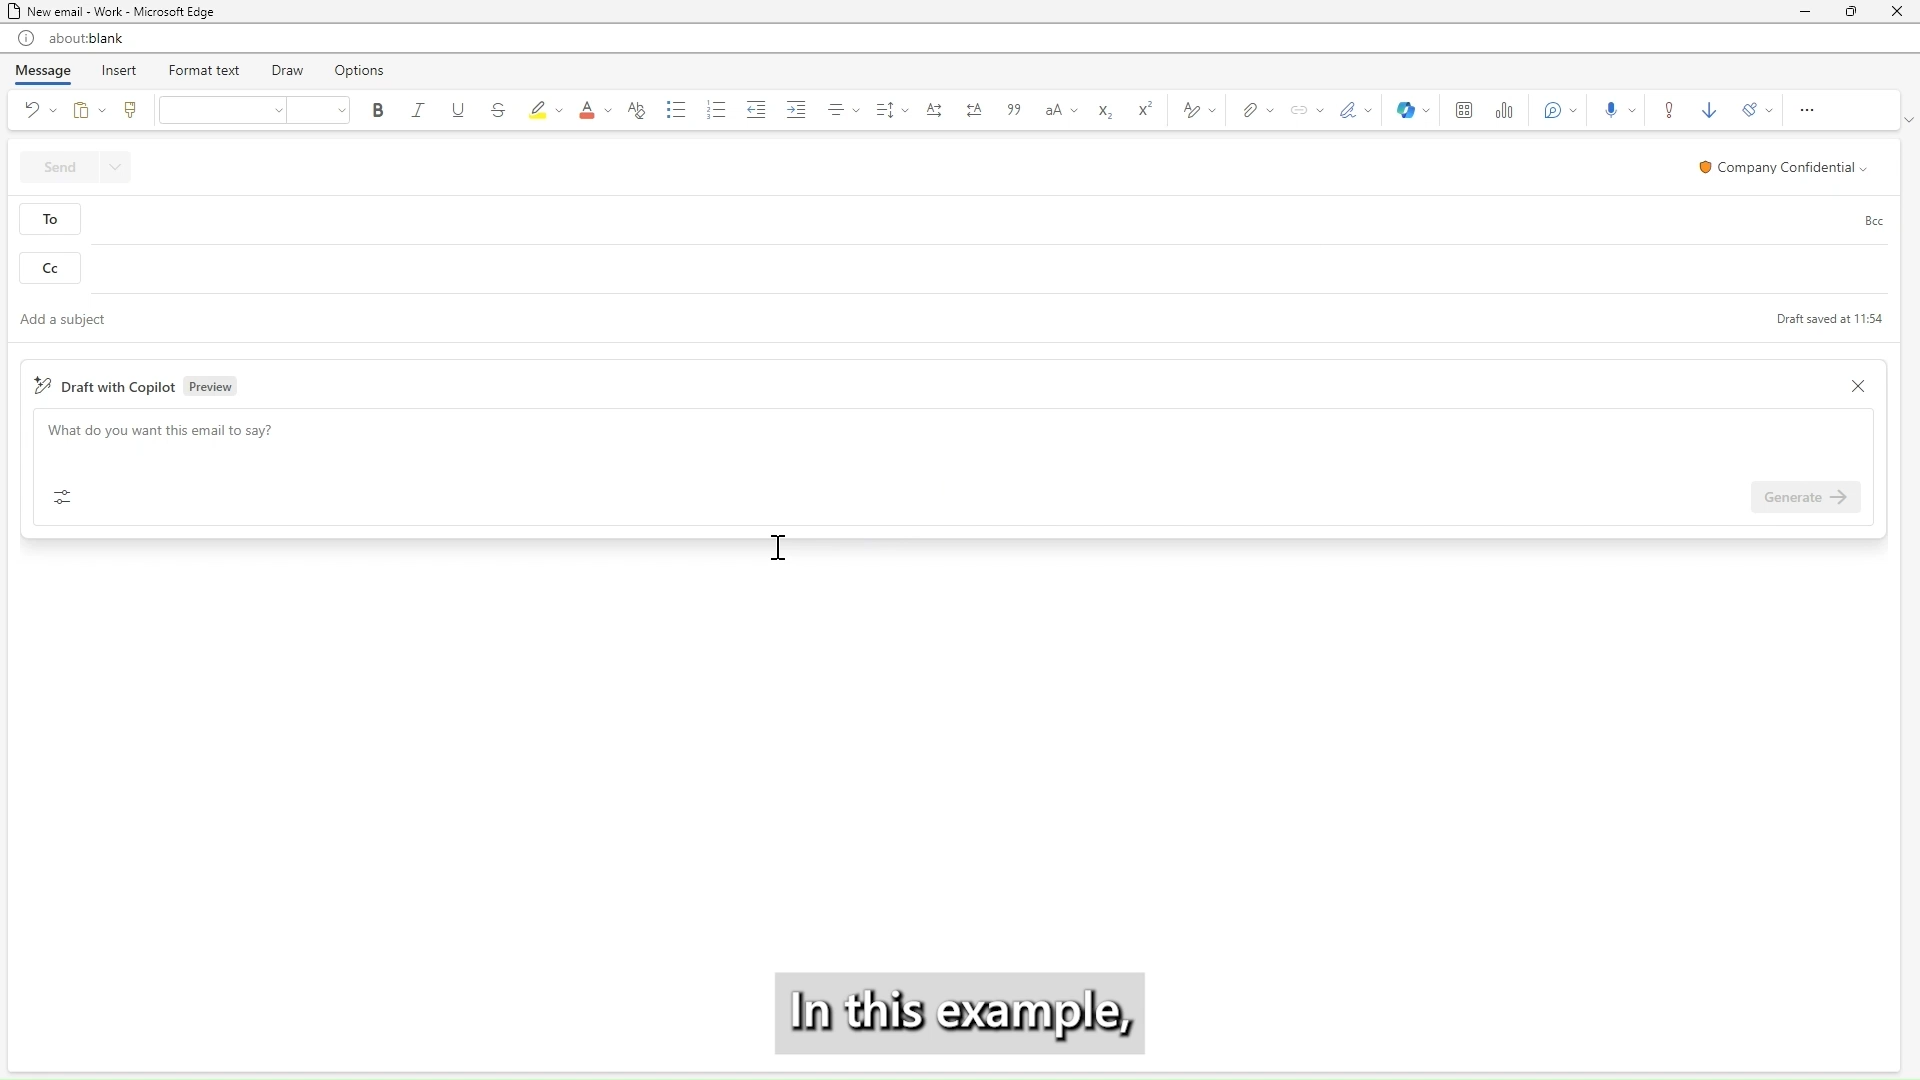 New email - Work - Microsoft Edge
about:blank
Message Insert Format text Draw Options
Send
Company Confidential
To
Bcc
Cc
Add a subject
Draft saved at 11:54
Draft with Copilot Preview
What do you want this email to say?
Generate
In this example,